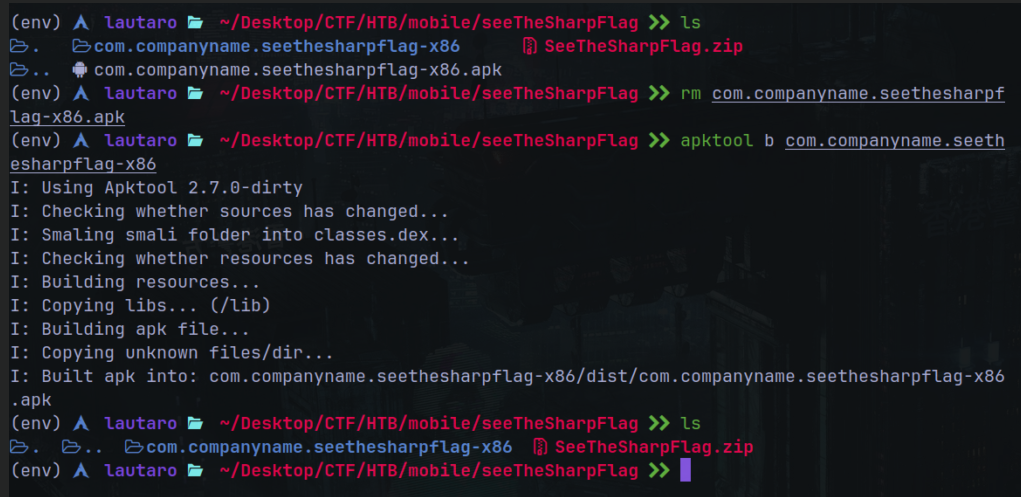 (env) lautaro ~/Desktop/CTF/HTB/mobile/seeTheSharpFlag >> ls
. com.companyname.seethesharpflag-x86 SeeTheSharpFlag.zip
.. com.companyname.seethesharpflag-x86.apk
(env) lautaro ~/Desktop/CTF/HTB/mobile/seeTheSharpFlag >> rm com.companyname.seethesharpf
lag-x86.apk
(env) lautaro ~/Desktop/CTF/HTB/mobile/seeTheSharpFlag >> apktool b com.companyname.seeth
esharpflag-x86
I: Using Apktool 2.7.0-dirty
I: Checking whether sources has changed...
I: Smaling smali folder into classes.dex...
I: Checking whether resources has changed...
I: Building resources...
I: Copying libs... (/lib)
I: Building apk file...
I: Copying unknown files/dir...
I: Built apk into: com.companyname.seethesharpflag-x86/dist/com.companyname.seethesharpflag-x86
.apk
(env) lautaro ~/Desktop/CTF/HTB/mobile/seeTheSharpFlag >> ls
. .. com.companyname.seethesharpflag-x86 SeeTheSharpFlag.zip
(env) lautaro ~/Desktop/CTF/HTB/mobile/seeTheSharpFlag >>